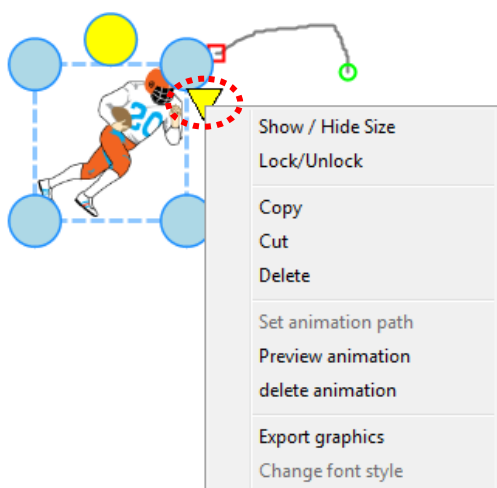 20
Show / Hide Size
Lock/Unlock
Copy
Cut
Delete
Set animation path
Preview animation
delete animation
Export graphics
Change font style